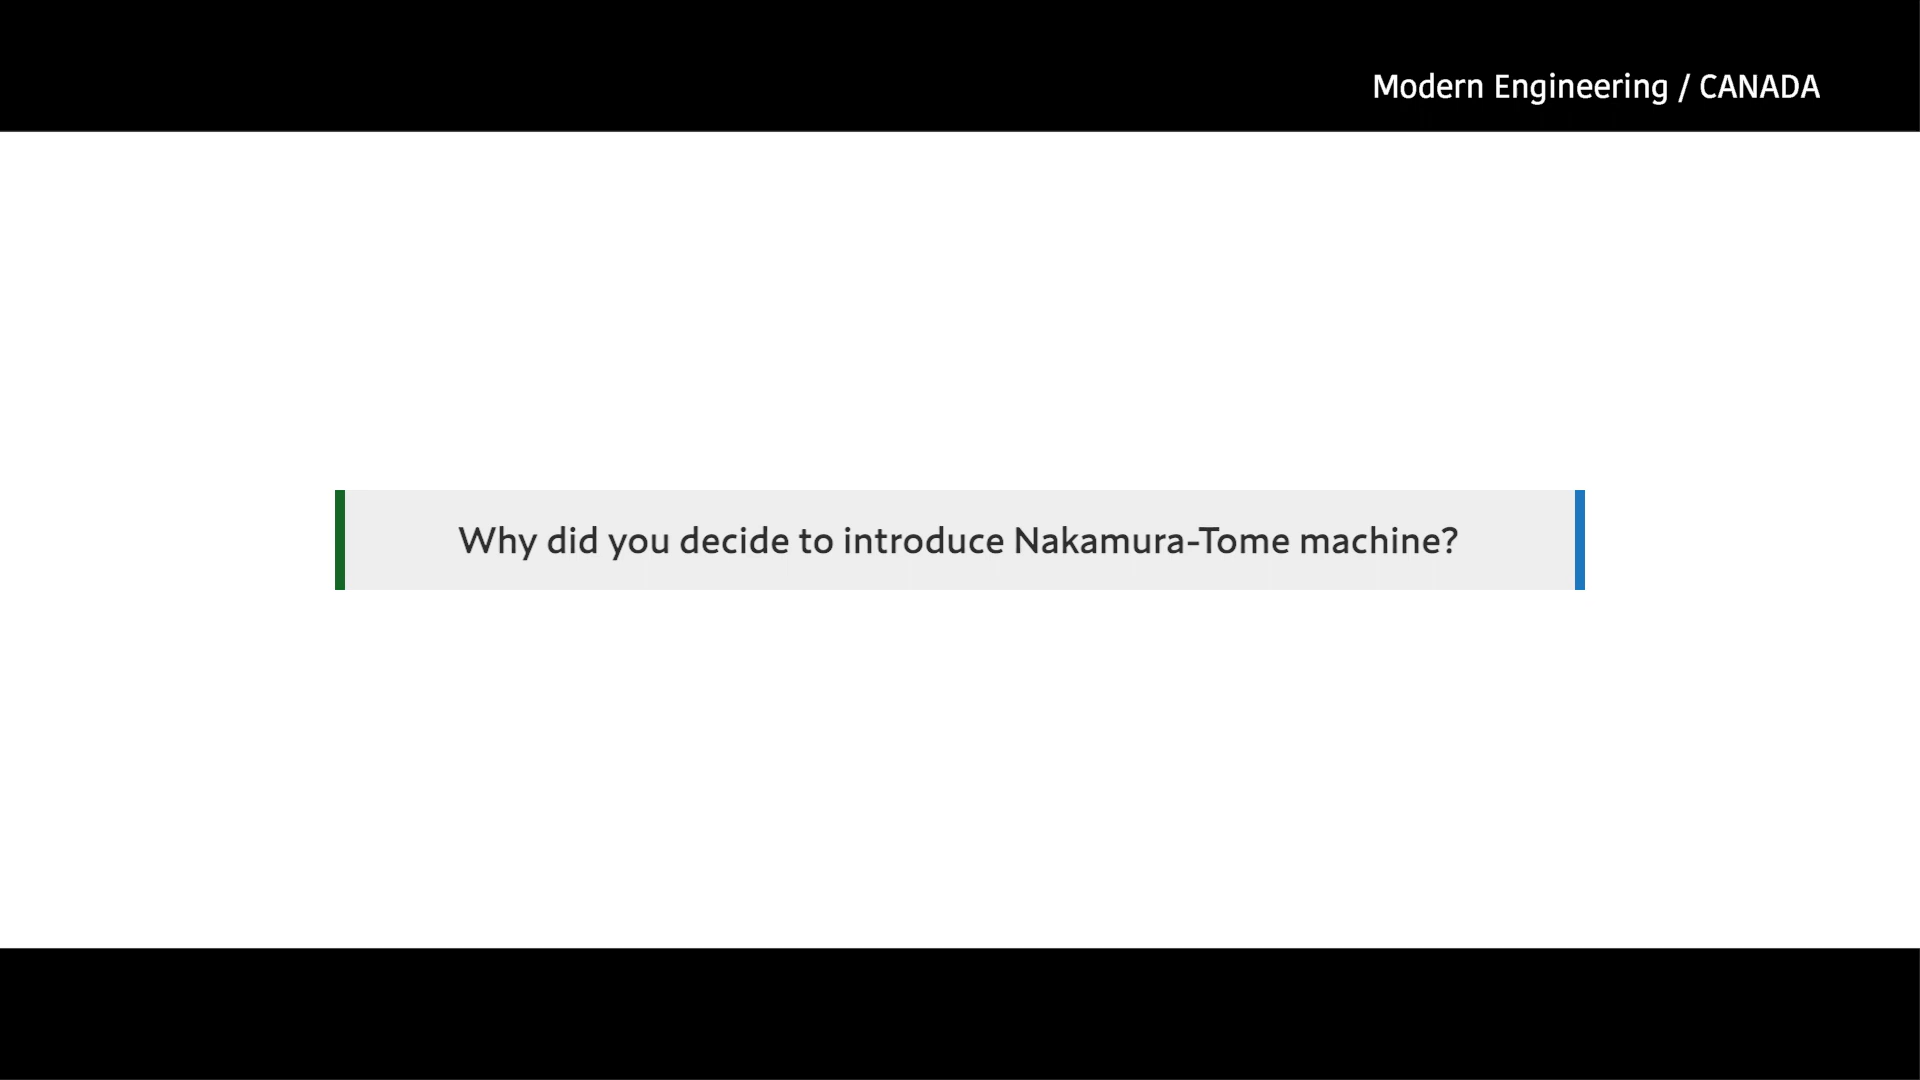 Modern Engineering / CANADA
Why did you decide to introduce Nakamura-Tome machine?